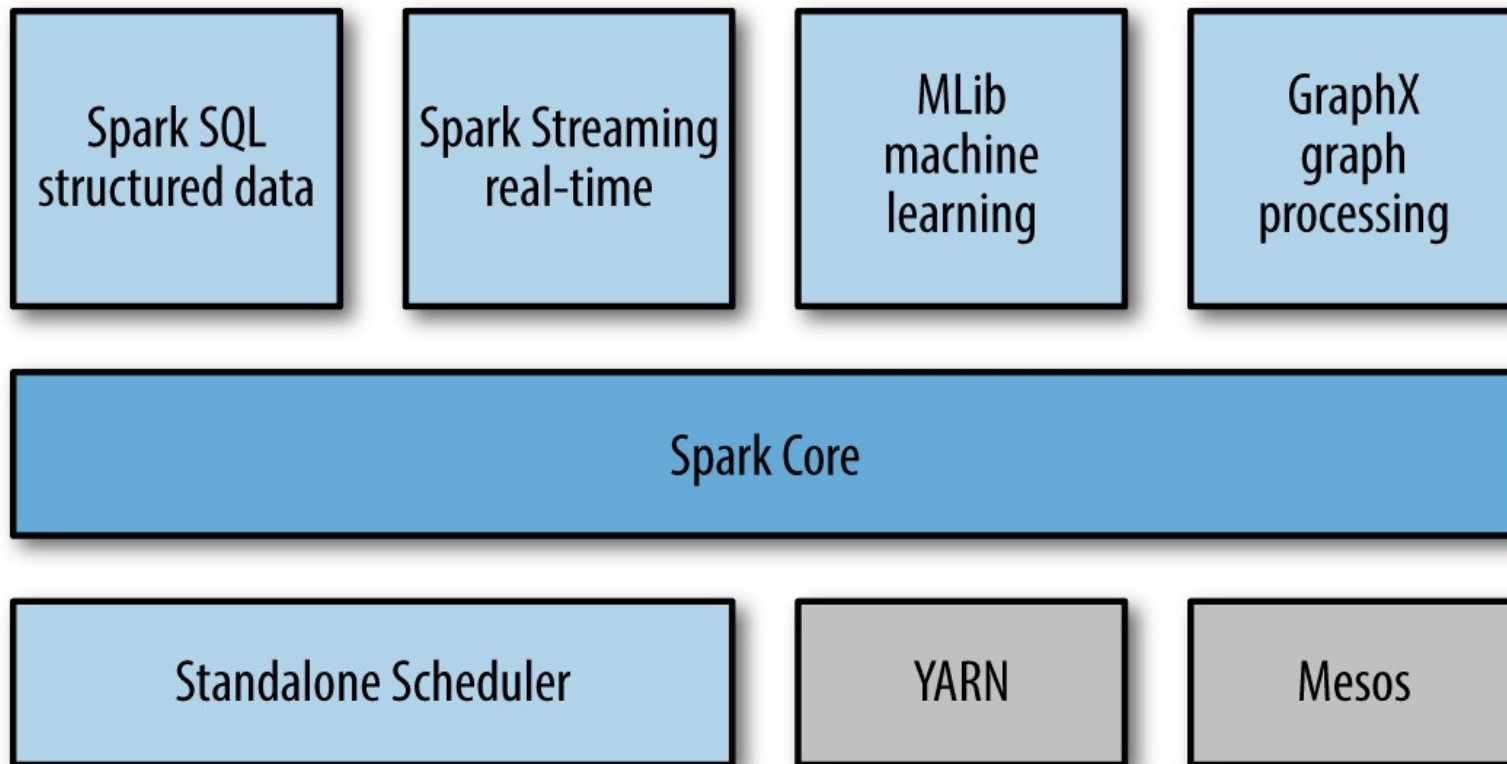 Spark SQL
structured data
Spark Streaming
real-time
MLib
machine
learning
GraphX
graph
processing
Spark Core
Standalone Scheduler
YARN
Mesos